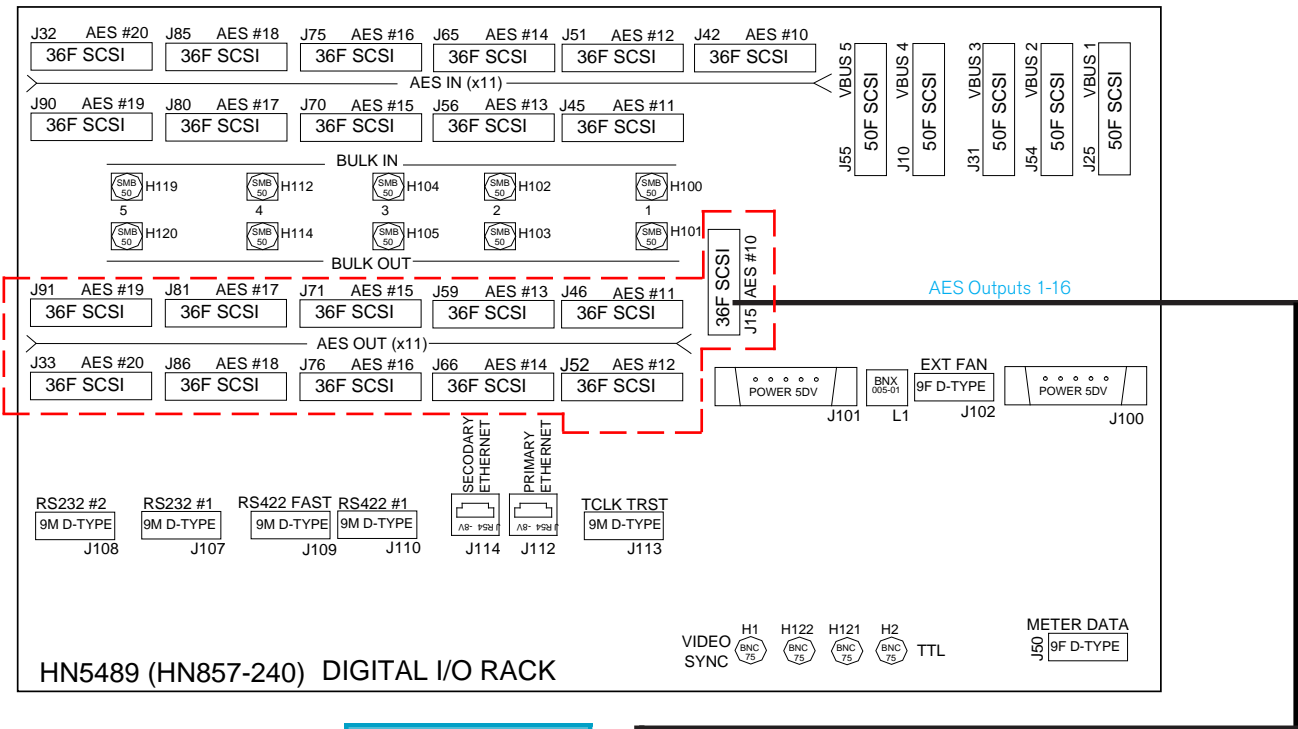 J32 AES #20 J85 AES #18 J75 AES #16 J65 AES #14 J51 AES #12 J42 AES #10
36F SCSI 36F SCSI 36F SCSI 36F SCSI 36F SCSI 36F SCSI
AES IN (x11)
J90 AES #19 J80 AES #17 J70 AES #15 J56 AES #13 J45 AES #11
36F SCSI 36F SCSI 36F SCSI 36F SCSI 36F SCSI
J55 VBUS 5
50F SCSI
J10 VBUS 4
50F SCSI
J31 VBUS 3
50F SCSI
J54 VBUS 2
50F SCSI
J25 VBUS 1
50F SCSI
BULK IN
SMB 50 H119 SMB 50 H112 SMB 50 H104 SMB 50 H102 SMB 50 H100
5 4 3 2 1
SMB 50 H120 SMB 50 H114 SMB 50 H105 SMB 50 H103 SMB 50 H101
BULK OUT
36F SCSI
J15 AES #10
AES Outputs 1-16
J91 AES #19 J81 AES #17 J71 AES #15 J59 AES #13 J46 AES #11
36F SCSI 36F SCSI 36F SCSI 36F SCSI 36F SCSI
AES OUT (x11)
J33 AES #20 J86 AES #18 J76 AES #16 J66 AES #14 J52 AES #12
36F SCSI 36F SCSI 36F SCSI 36F SCSI 36F SCSI
EXT FAN
POWER 5DV BNX 005-01 9F D-TYPE POWER 5DV
J101 L1 J102 J100
SECODARY
ETHERNET
PRIMARY
ETHERNET
RS232 #2 RS232 #1 RS422 FAST RS422 #1 TCLK TRST
9M D-TYPE 9M D-TYPE 9M D-TYPE 9M D-TYPE RJ45 -8V RJ45 -8V 9M D-TYPE
J108 J107 J109 J110 J114 J112 J113
H1 H122 H121 H2
VIDEO
SYNC
BNC 75 BNC 75 BNC 75 BNC 75 TTL
METER DATA
J50 9F D-TYPE
HN5489 (HN857-240) DIGITAL I/O RACK